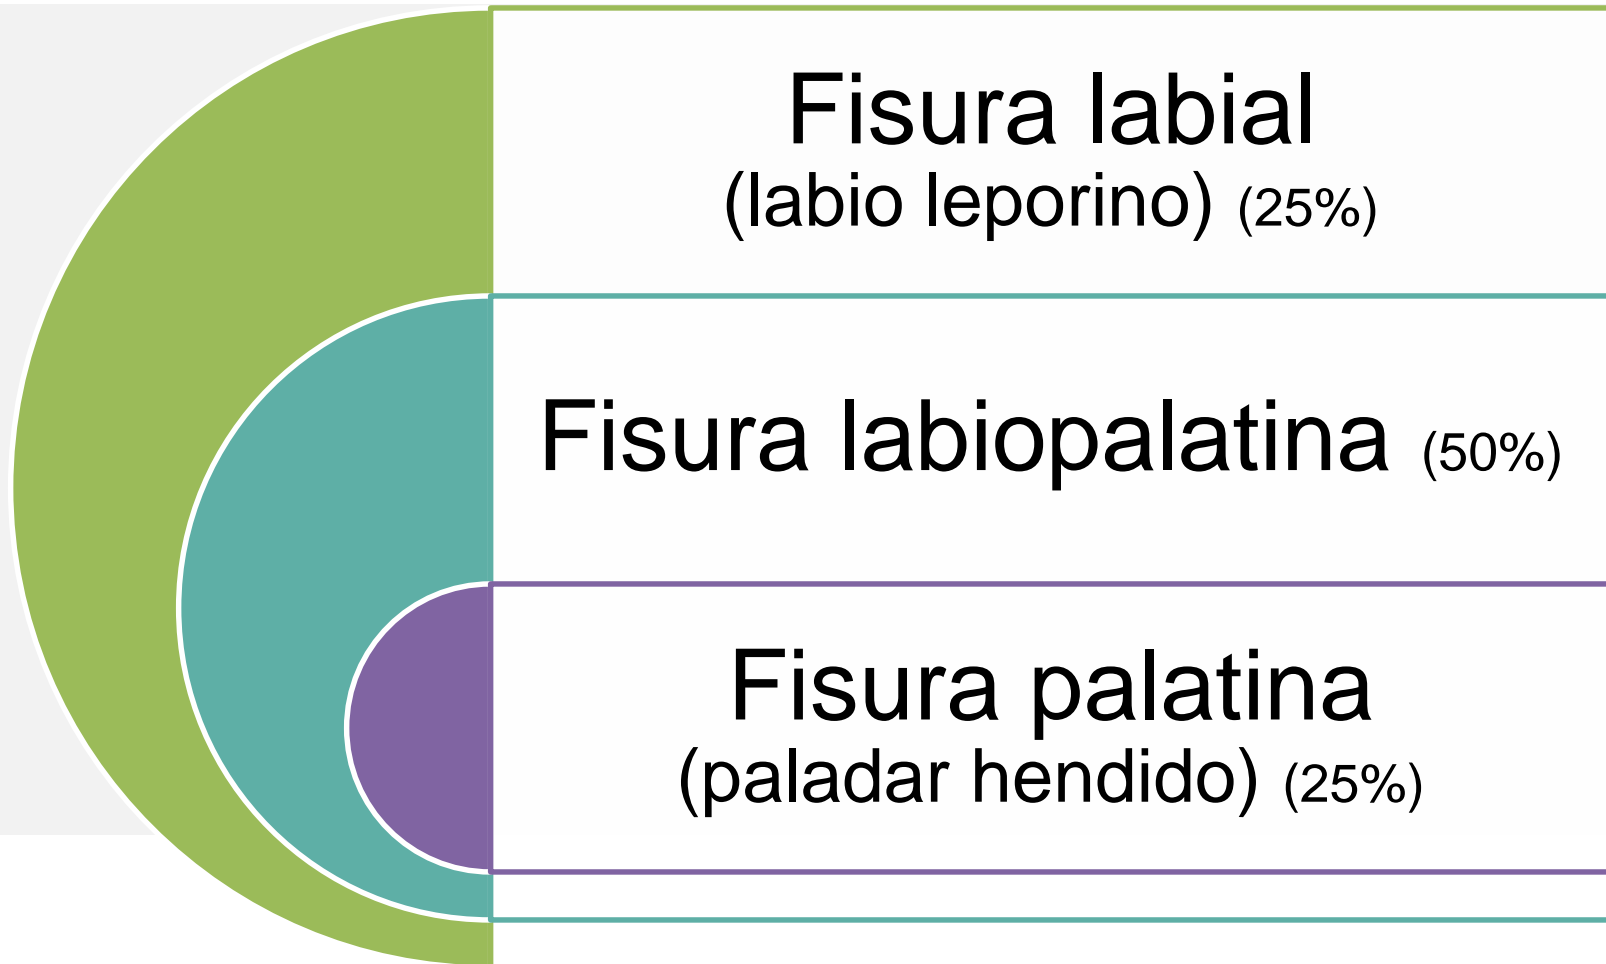 Fisura labial
(labio leporino) (25%)
Fisura labiopalatina (50%)
Fisura palatina
(paladar hendido) (25%)